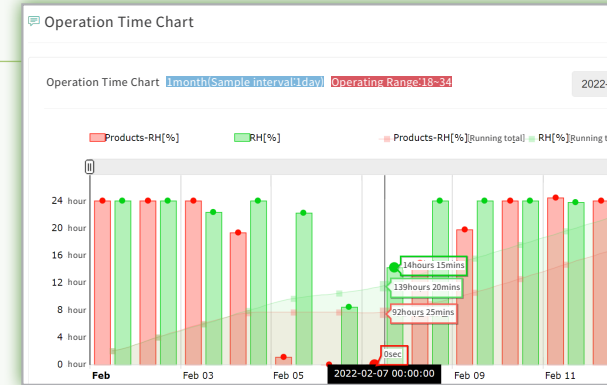 Operation Time Chart
Operation Time Chart 1month(Sample interval:1day) Operating Range:18~34
2022-
Products-RH[%] RH[%] Products-RH[%][Running total] RH[%][Running t
24 hour
20 hour
16 hour
12 hour
8 hour
4 hour
0 hour
14hours 15mins
139hours 20mins
92hours 25mins
0sec
Feb Feb 03 Feb 05 2022-02-07 00:00:00 Feb 09 Feb 11